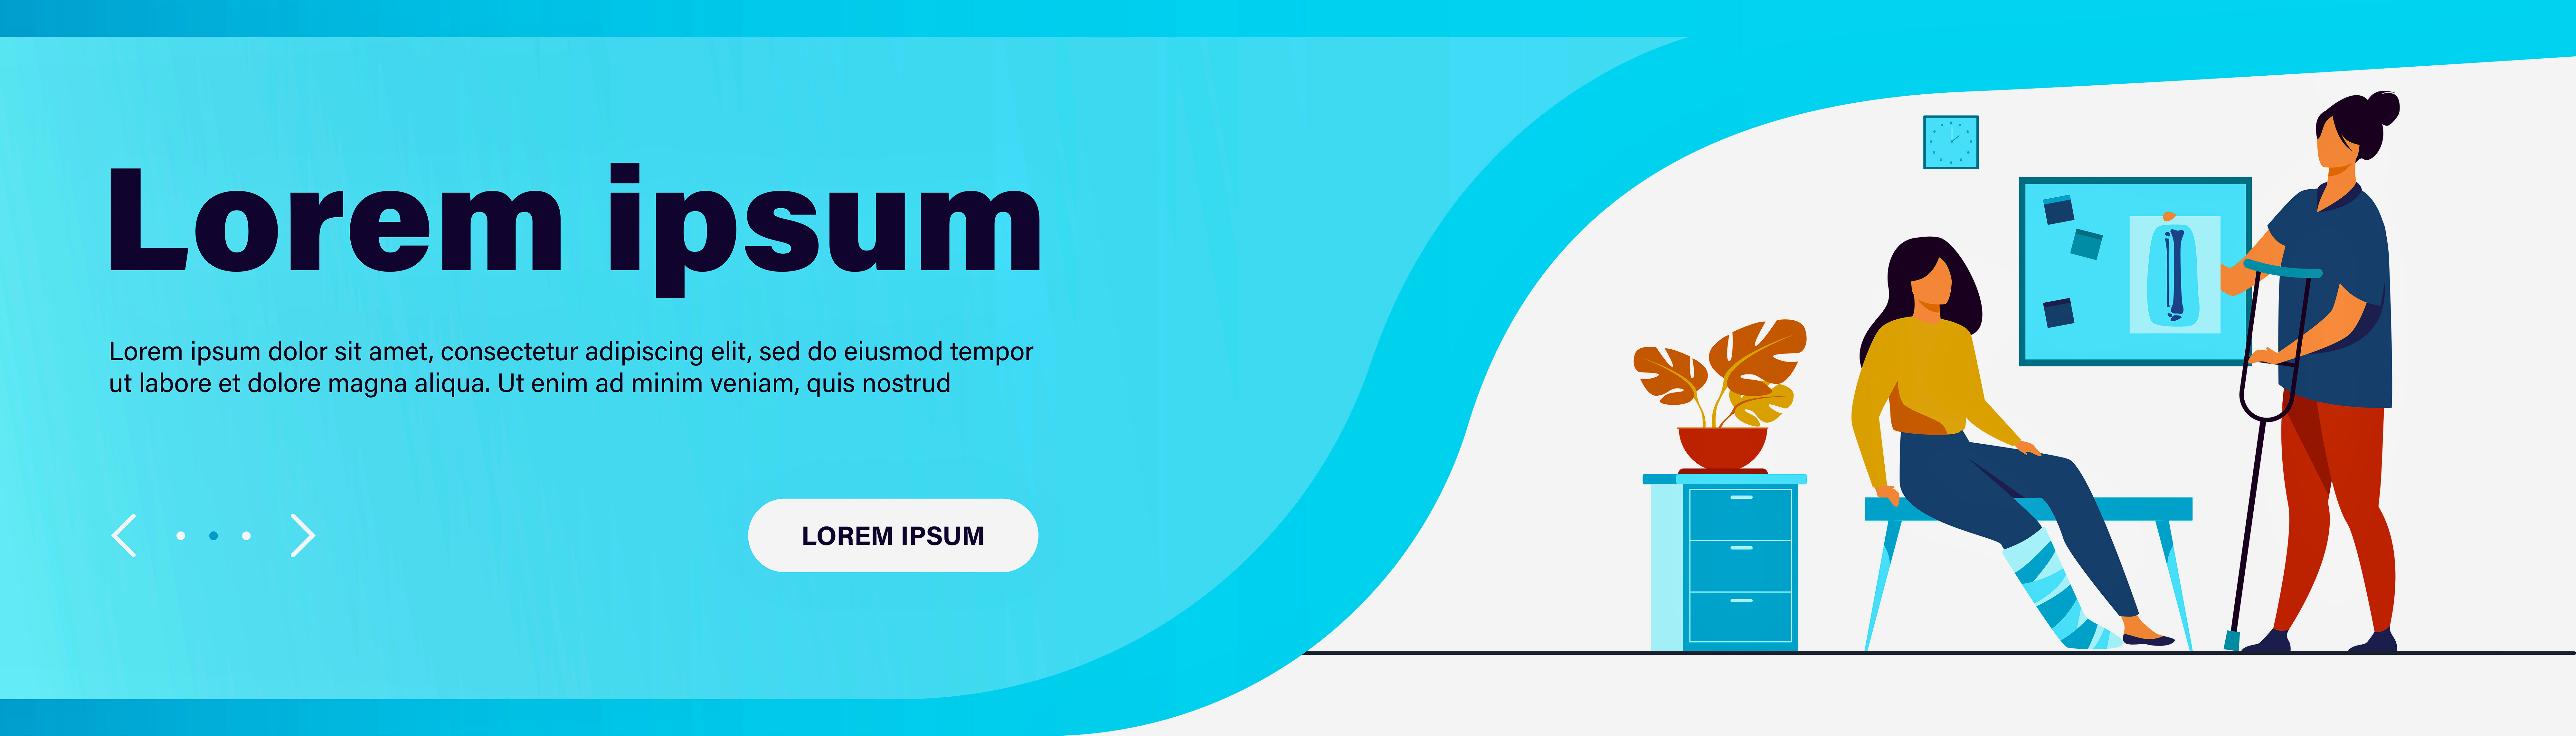 Lorem ipsum
Lorem ipsum dolor sit amet, consectetur adipiscing elit, sed do eiusmod tempor
ut labore et dolore magna aliqua. Ut enim ad minim veniam, quis nostrud
LOREM IPSUM